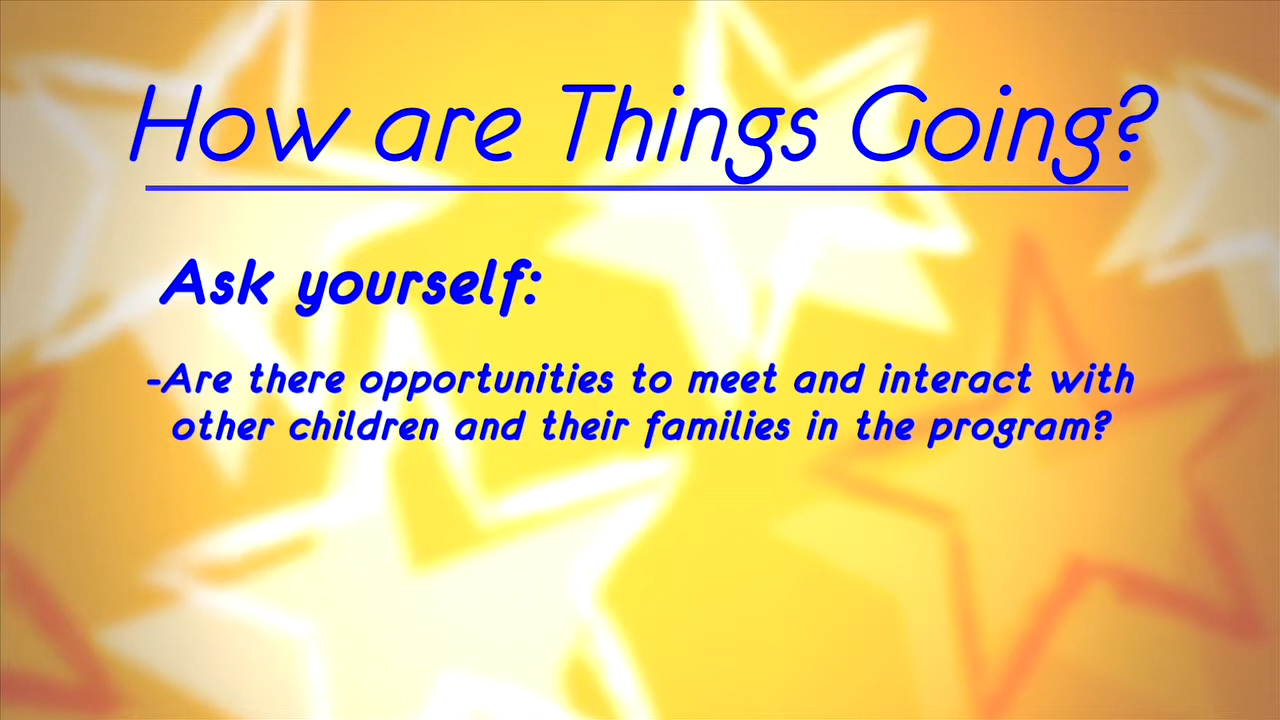 How are Things Going?
Ask yourself:
-Are there opportunities to meet and interact with
other children and their families in the program?